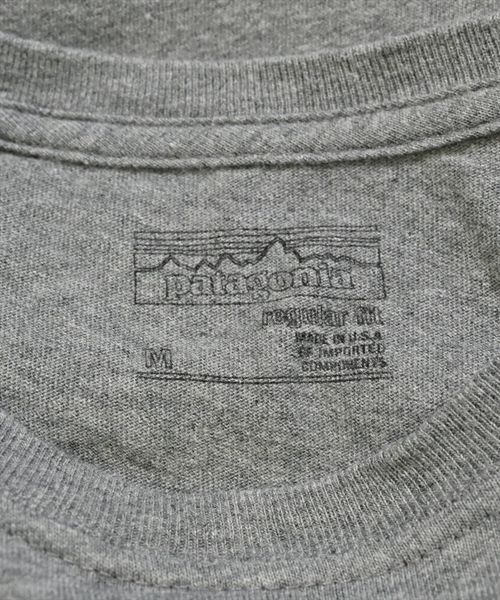 patagonia
regular fit
MADE IN U.S.A
OF IMPORTED
COMPONENTS
M